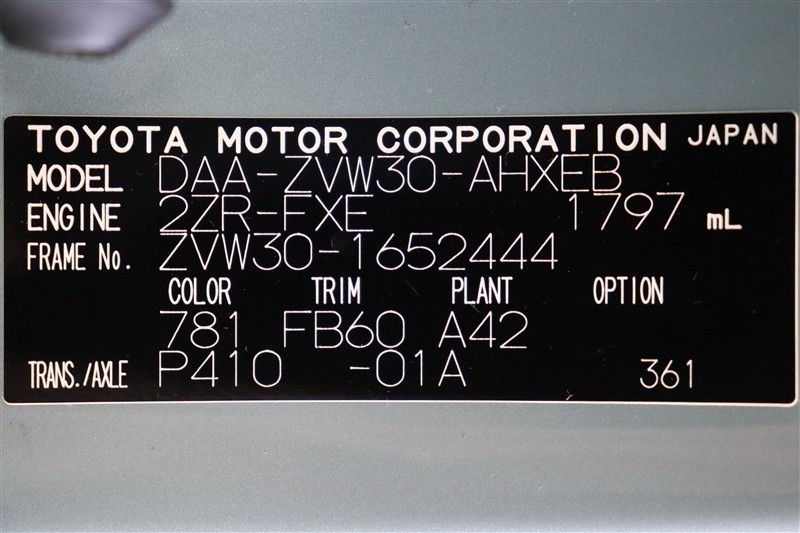 TOYOTA MOTOR CORPORATION JAPAN
MODEL DAA-ZVW30-AHXEB
ENGINE 2ZR-FXE 1797 mL
FRAME No. ZVW30-1652444
COLOR TRIM PLANT OPTION
781 FB60 A42
TRANS./AXLE P410 -01A 361